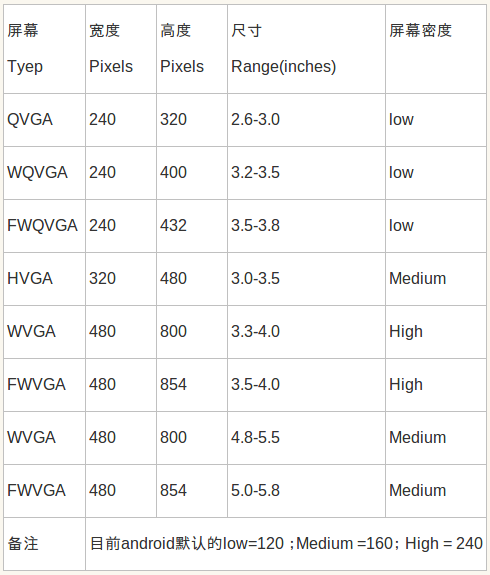 屏幕 宽度 高度 尺寸 屏幕密度
Tyep Pixels Pixels Range(inches)
QVGA 240 320 2.6-3.0 low
WQVGA 240 400 3.2-3.5 low
FWQVGA 240 432 3.5-3.8 low
HVGA 320 480 3.0-3.5 Medium
WVGA 480 800 3.3-4.0 High
FWVGA 480 854 3.5-4.0 High
WVGA 480 800 4.8-5.5 Medium
FWVGA 480 854 5.0-5.8 Medium
备注 目前android默认的low=120 ;Medium =160; High = 240